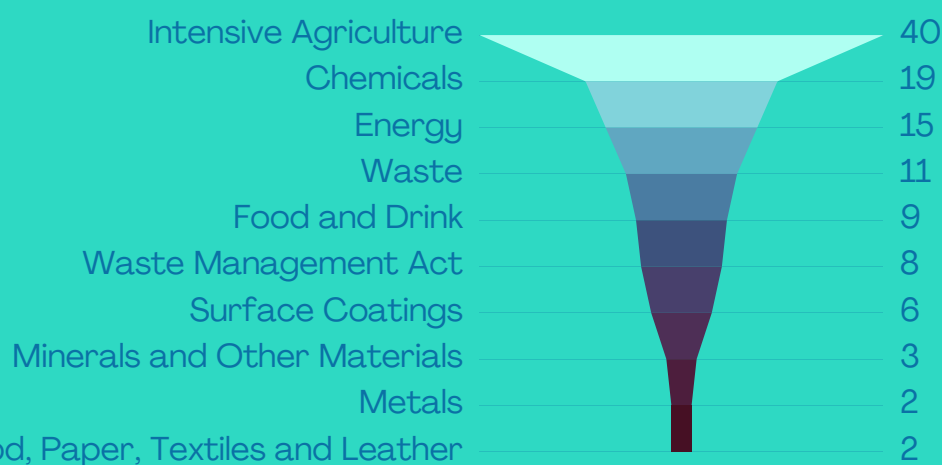 Intensive Agriculture 40
Chemicals 19
Energy 15
Waste 11
Food and Drink 9
Waste Management Act 8
Surface Coatings 6
Minerals and Other Materials 3
Metals 2
Paper, Textiles and Leather 2